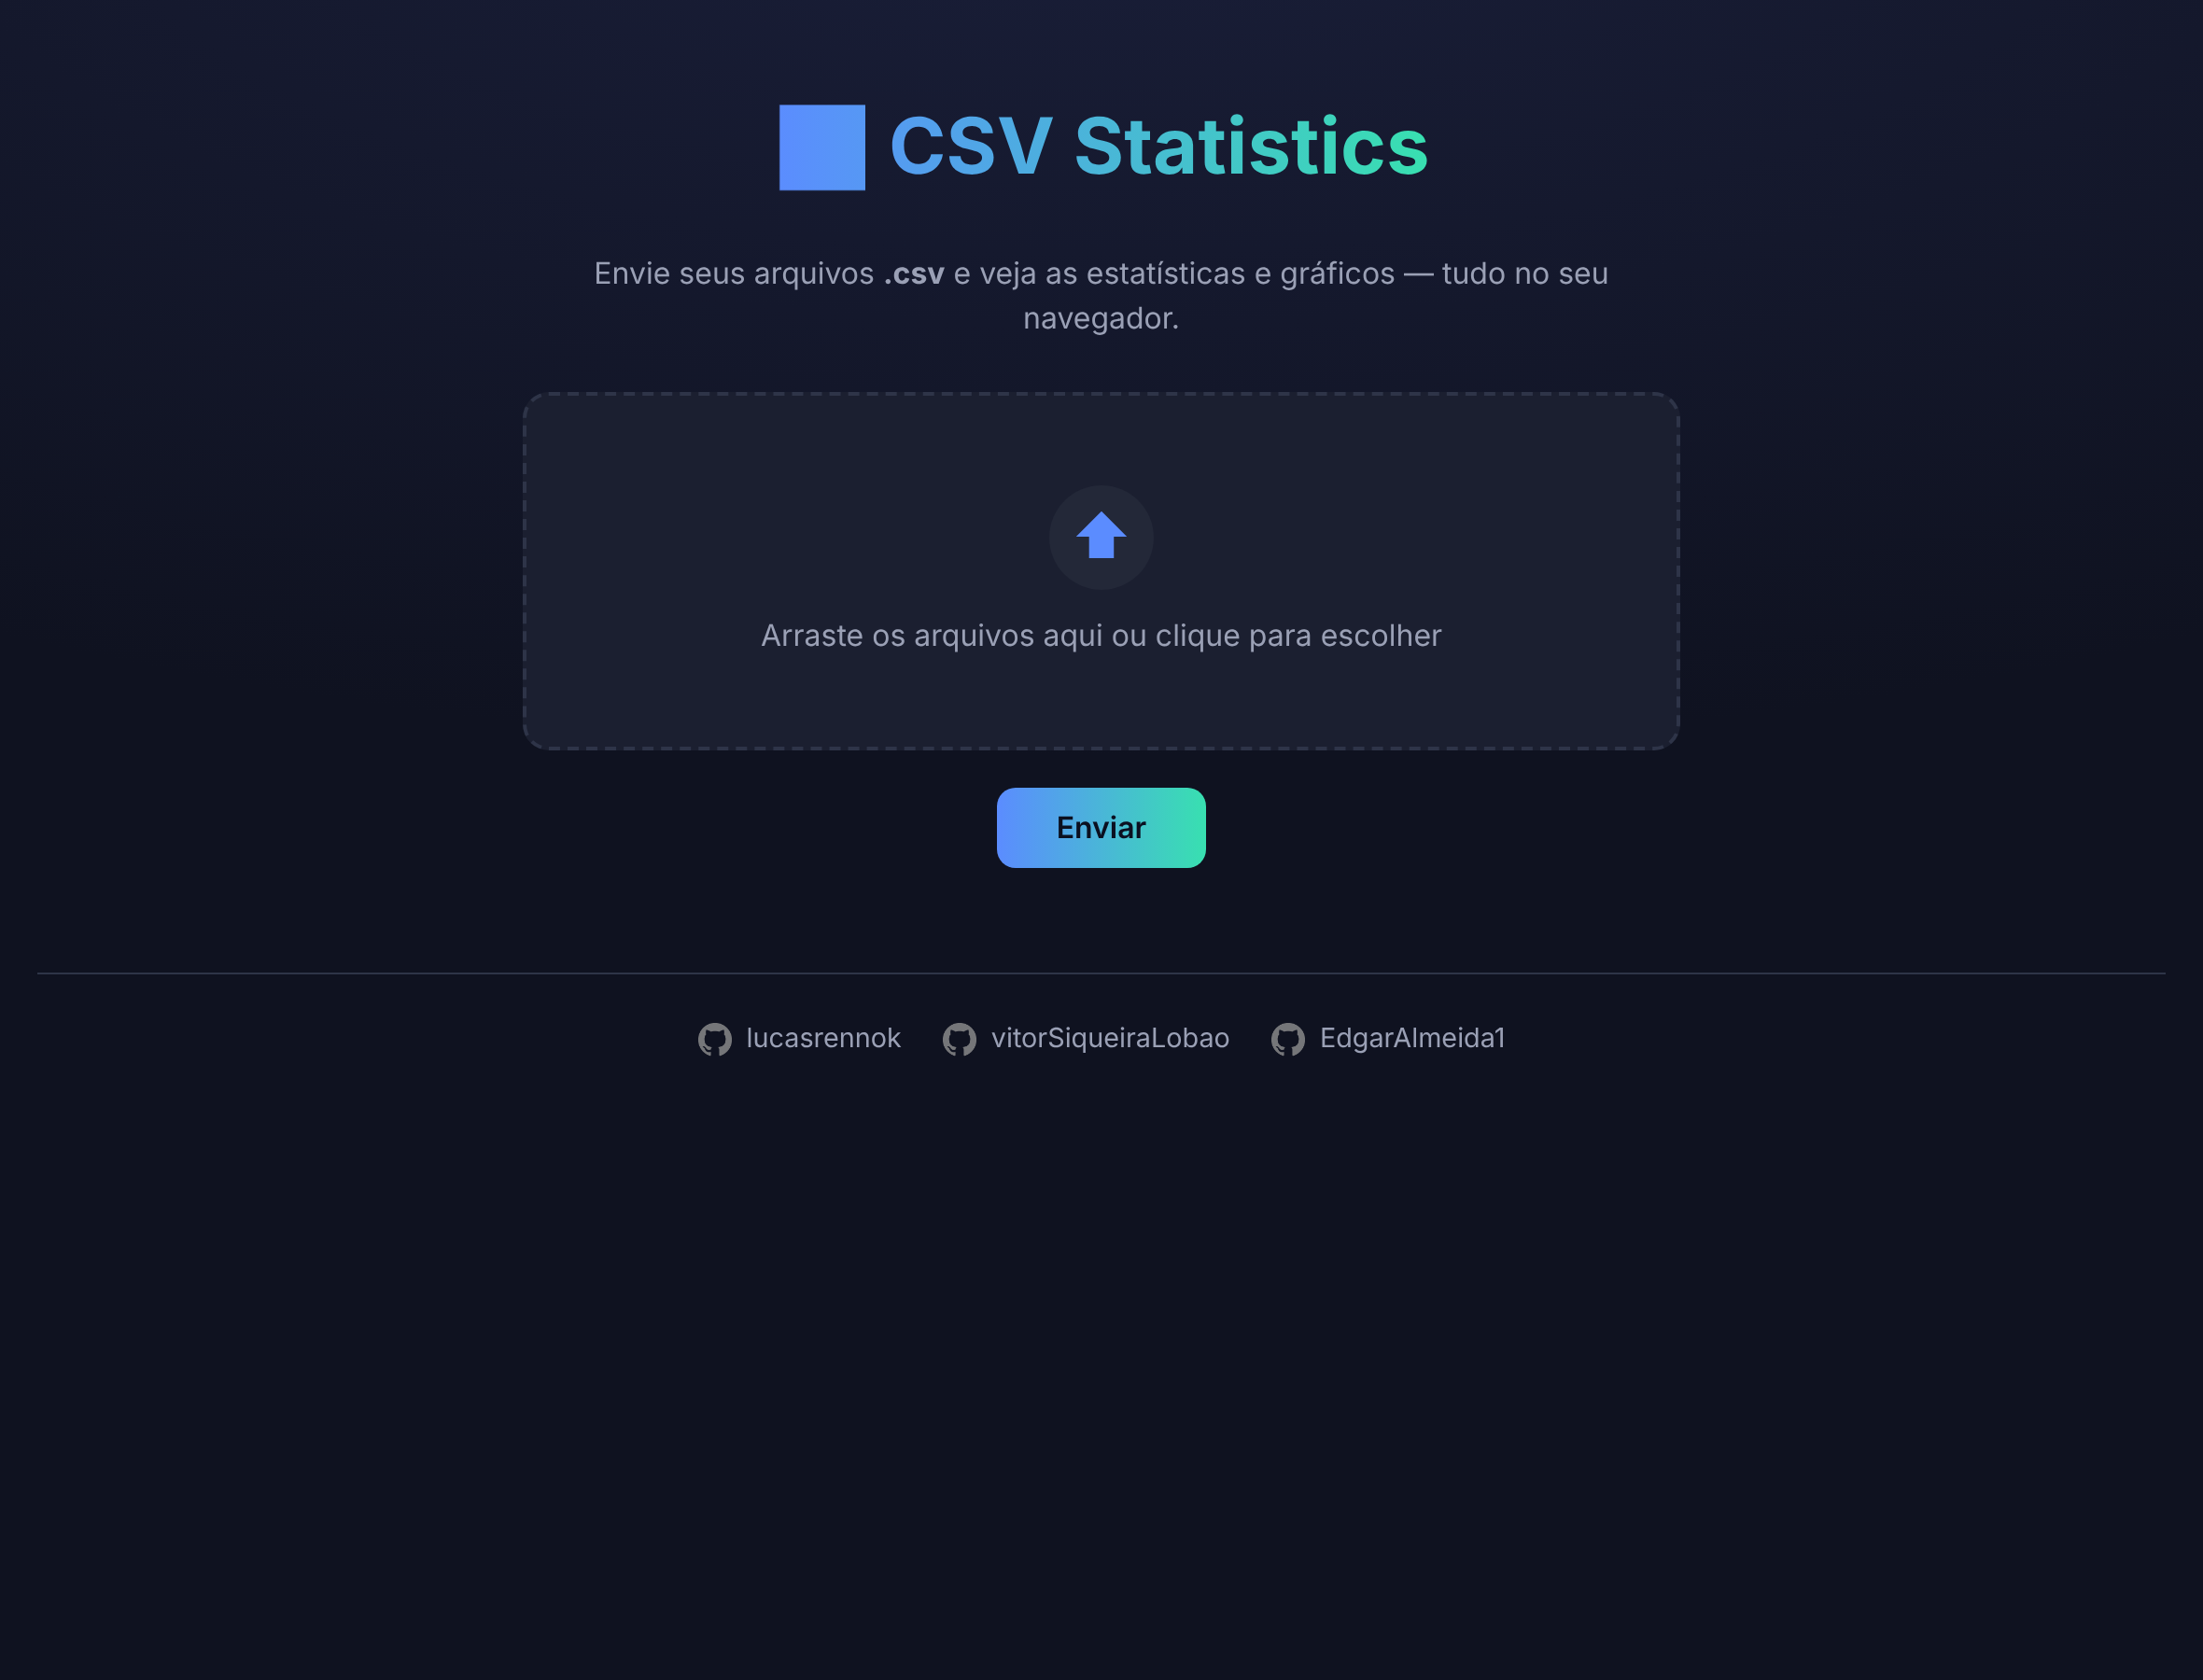 CSV Statistics
Envie seus arquivos .csv e veja as estatísticas e gráficos — tudo no seu
navegador.
Arraste os arquivos aqui ou clique para escolher
Enviar
lucasrennok vitorSiqueiraLobao EdgarAlmeida1